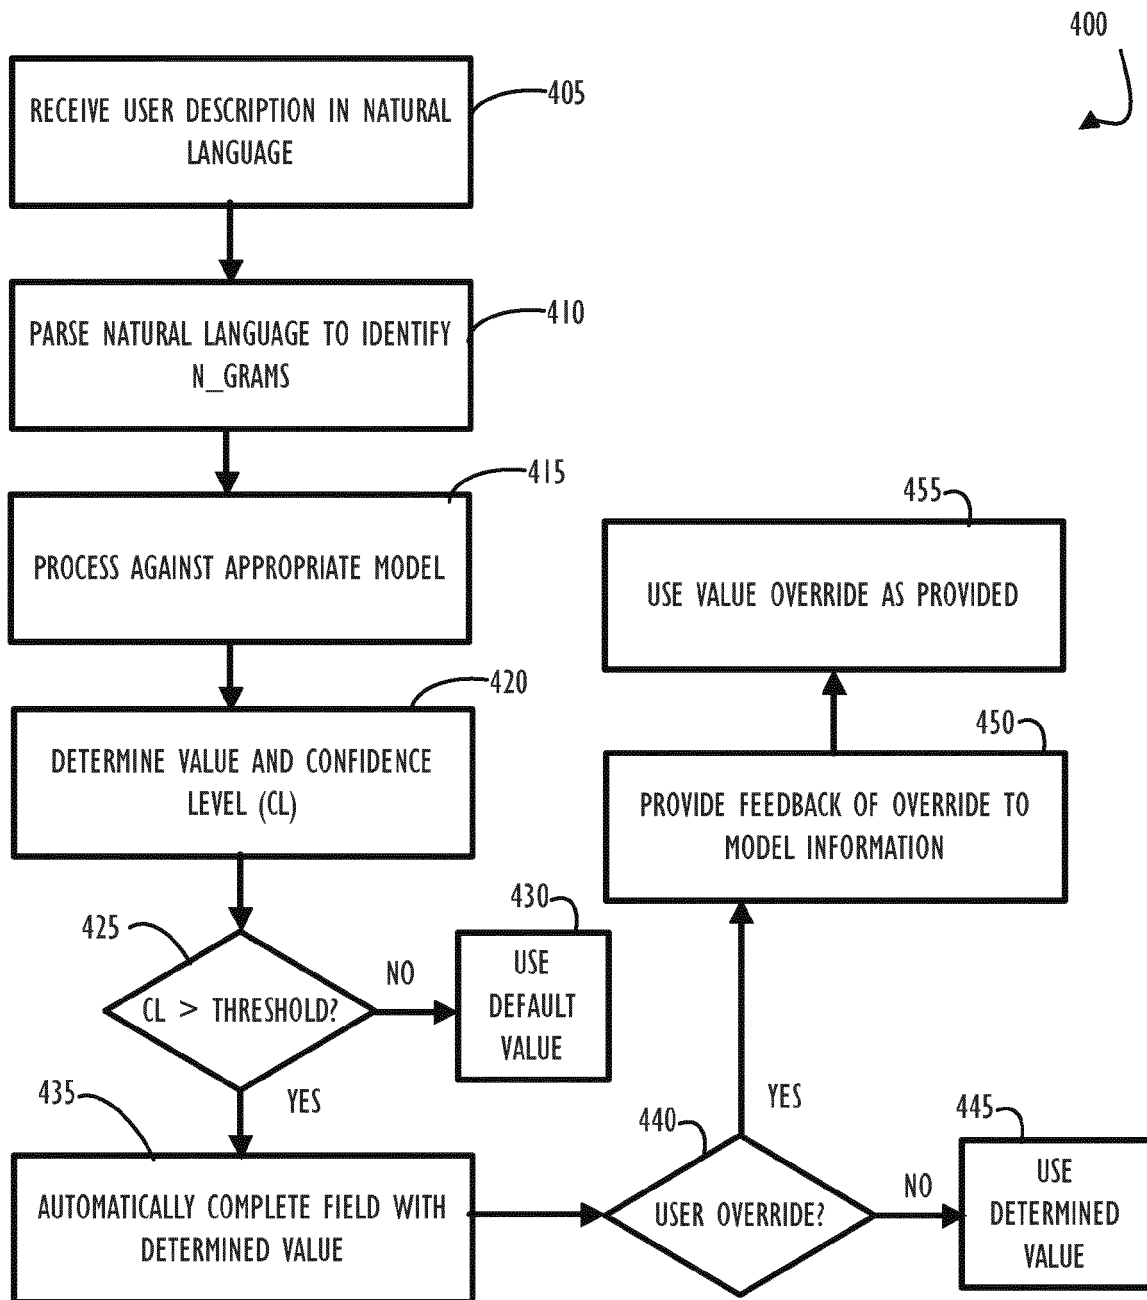 400
405
RECEIVE USER DESCRIPTION IN NATURAL
LANGUAGE
410
PARSE NATURAL LANGUAGE TO IDENTIFY
N_GRAMS
415
PROCESS AGAINST APPROPRIATE MODEL
420
DETERMINE VALUE AND CONFIDENCE
LEVEL (CL)
425
CL > THRESHOLD?
NO
430
USE
DEFAULT
VALUE
YES
435
AUTOMATICALLY COMPLETE FIELD WITH
DETERMINED VALUE
440
USER OVERRIDE?
NO
445
USE
DETERMINED
VALUE
YES
450
PROVIDE FEEDBACK OF OVERRIDE TO
MODEL INFORMATION
455
USE VALUE OVERRIDE AS PROVIDED